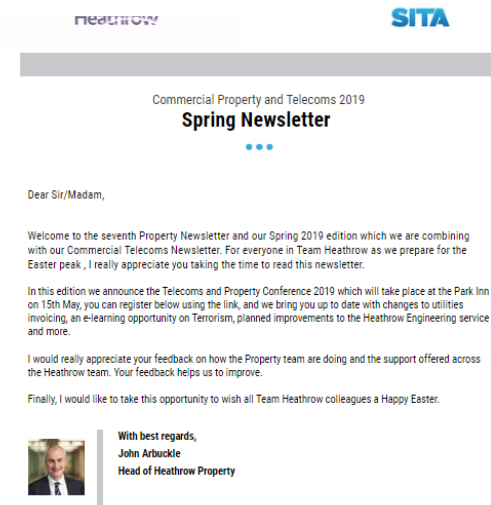 Heathrow
SITA
Commercial Property and Telecoms 2019
Spring Newsletter
Dear Sir/Madam,
Welcome to the seventh Property Newsletter and our Spring 2019 edition which we are combining
with our Commercial Telecoms Newsletter. For everyone in Team Heathrow as we prepare for the
Easter peak , I really appreciate you taking the time to read this newsletter.
In this edition we announce the Telecoms and Property Conference 2019 which will take place at the Park Inn
on 15th May, you can register below using the link, and we bring you up to date with changes to utilities
invoicing, an e-learning opportunity on Terrorism, planned improvements to the Heathrow Engineering service
and more.
I would really appreciate your feedback on how the Property team are doing and the support offered across
the Heathrow team. Your feedback helps us to improve.
Finally, I would like to take this opportunity to wish all Team Heathrow colleagues a Happy Easter.
With best regards,
John Arbuckle
Head of Heathrow Property